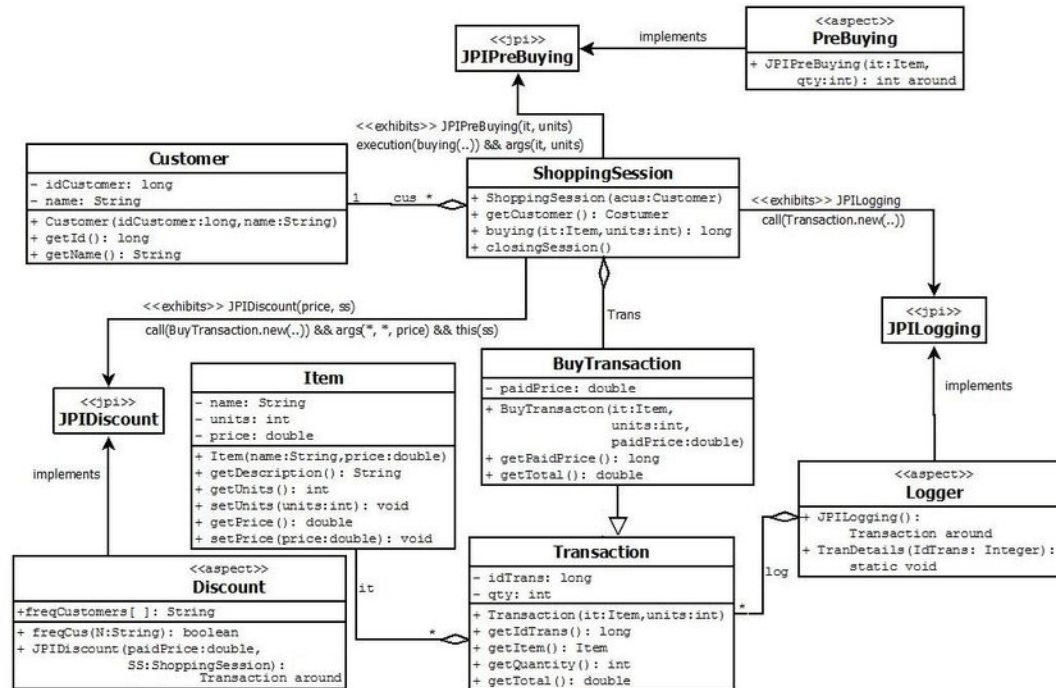 <<aspect>>
PreBuying
+ JPIPreBuying(it:Item,
qty:int): int around
implements
<<jpi>>
JPIPreBuying
<<exhibits>> JPIPreBuying(it, units)
execution(buying(..)) && args(it, units)
Customer
- idCustomer: long
- name: String
+ Customer(idCustomer:long,name:String)
+ getId(): long
+ getName(): String
1 cus *
ShoppingSession
+ ShoppingSession(acus:Customer)
+ getCustomer(): Costumer
+ buying(it:Item,units:int): long
+ closingSession()
<<exhibits>> JPILogging
call(Transaction.new(..))
<<exhibits>> JPIDiscount(price, ss)
call(BuyTransaction.new(..)) && args(*, *, price) && this(ss)
Trans
<<jpi>>
JPILogging
<<jpi>>
JPIDiscount
Item
- name: String
- units: int
- price: double
+ Item(name:String,price:double)
+ getDescription(): String
+ getUnits(): int
+ setUnits(units:int): void
+ getPrice(): double
+ setPrice(price:double): void
BuyTransaction
- paidPrice: double
+ BuyTransacton(it:Item,
units:int,
paidPrice:double)
+ getPaidPrice(): long
+ getTotal(): double
implements
implements
<<aspect>>
Logger
+ JPILogging():
Transaction around
+ TranDetails(IdTrans: Integer):
static void
<<aspect>>
Discount
+freqCustomers[ ]: String
+ freqCus(N:String): boolean
+ JPIDiscount(paidPrice:double,
SS:ShoppingSession):
Transaction around
it
*
Transaction
- idTrans: long
- qty: int
+ Transaction(it:Item,units:int)
+ getIdTrans(): long
+ getItem(): Item
+ getQuantity(): int
+ getTotal(): double
log
*